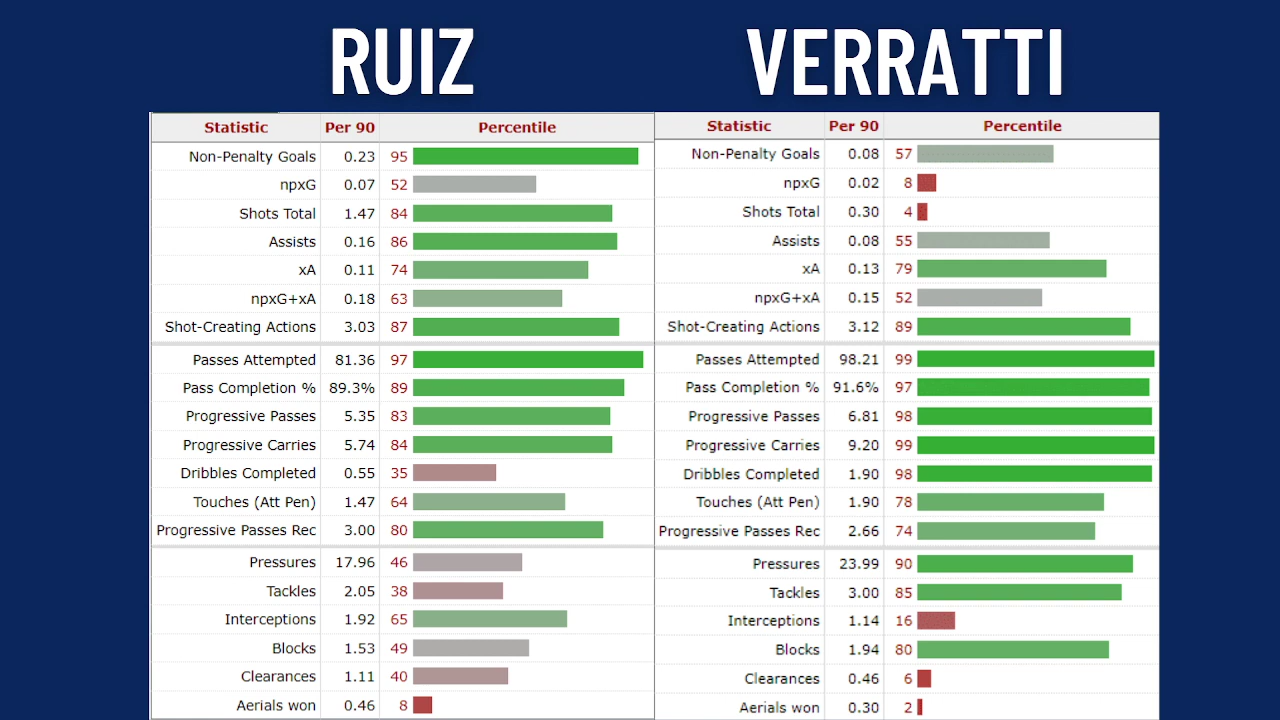 RUIZ
Statistic Per 90 Percentile
Non-Penalty Goals 0.23 95
npxG 0.07 52
Shots Total 1.47 84
Assists 0.16 86
xA 0.11 74
npxG+xA 0.18 63
Shot-Creating Actions 3.03 87
Passes Attempted 81.36 97
Pass Completion % 89.3% 89
Progressive Passes 5.35 83
Progressive Carries 5.74 84
Dribbles Completed 0.55 35
Touches (Att Pen) 1.47 64
Progressive Passes Rec 3.00 80
Pressures 17.96 46
Tackles 2.05 38
Interceptions 1.92 65
Blocks 1.53 49
Clearances 1.11 40
Aerials won 0.46 8
VERRATTI
Statistic Per 90 Percentile
Non-Penalty Goals 0.08 57
npxG 0.02 8
Shots Total 0.30 4
Assists 0.08 55
xA 0.13 79
npxG+xA 0.15 52
Shot-Creating Actions 3.12 89
Passes Attempted 98.21 99
Pass Completion % 91.6% 97
Progressive Passes 6.81 98
Progressive Carries 9.20 99
Dribbles Completed 1.90 98
Touches (Att Pen) 1.90 78
Progressive Passes Rec 2.66 74
Pressures 23.99 90
Tackles 3.00 85
Interceptions 1.14 16
Blocks 1.94 80
Clearances 0.46 6
Aerials won 0.30 2